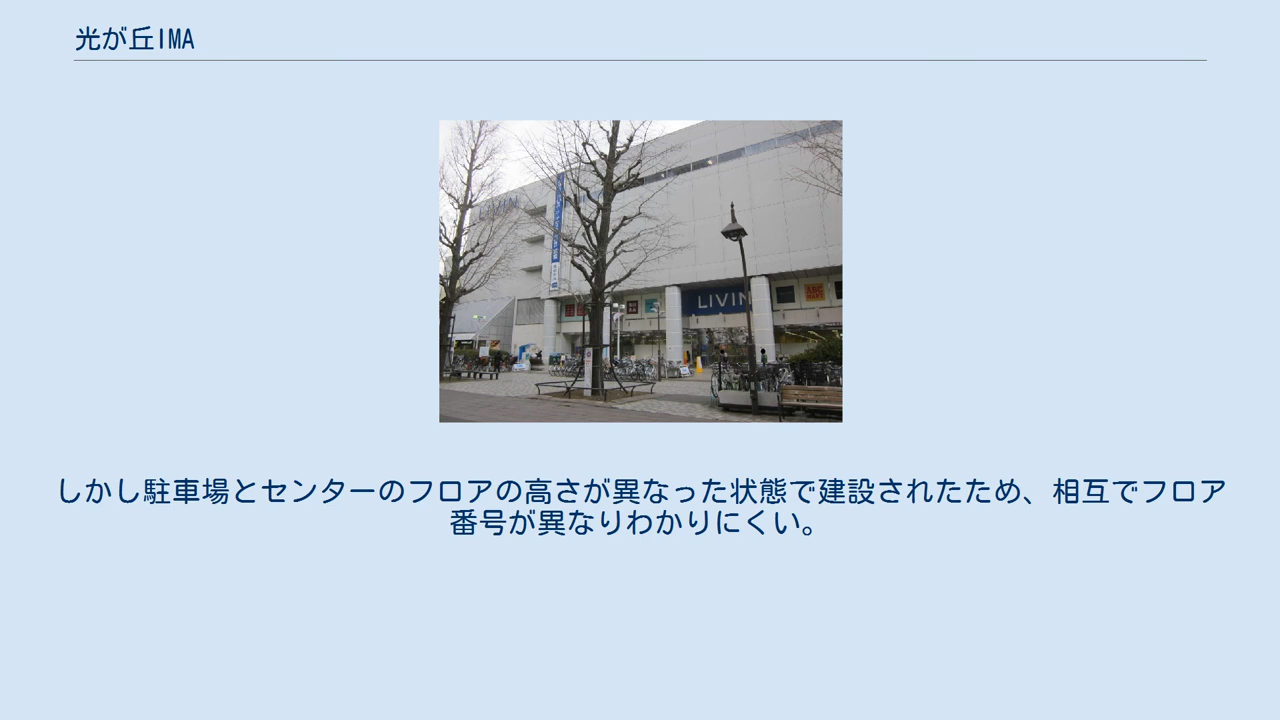 光が丘IMA
LIVIN
LIVIN
ABC
MART
しかし駐車場とセンターのフロアの高さが異なった状態で建設されたため、相互でフロア
番号が異なりわかりにくい。